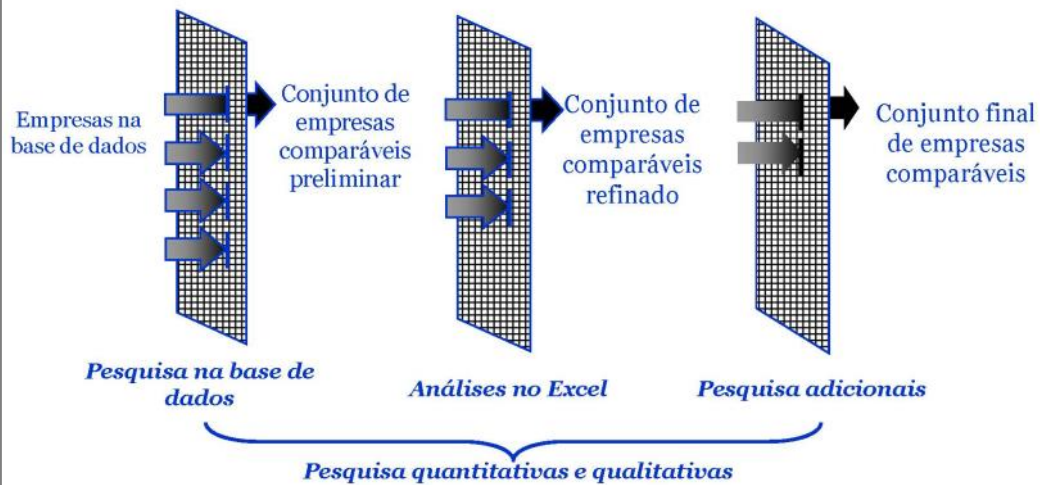 Empresas na
base de dados
Conjunto de
empresas
comparáveis
preliminar
Conjunto de
empresas
comparáveis
refinado
Conjunto final
de empresas
comparáveis
Pesquisa na base de
dados
Análises no Excel
Pesquisa adicionais
Pesquisa quantitativas e qualitativas